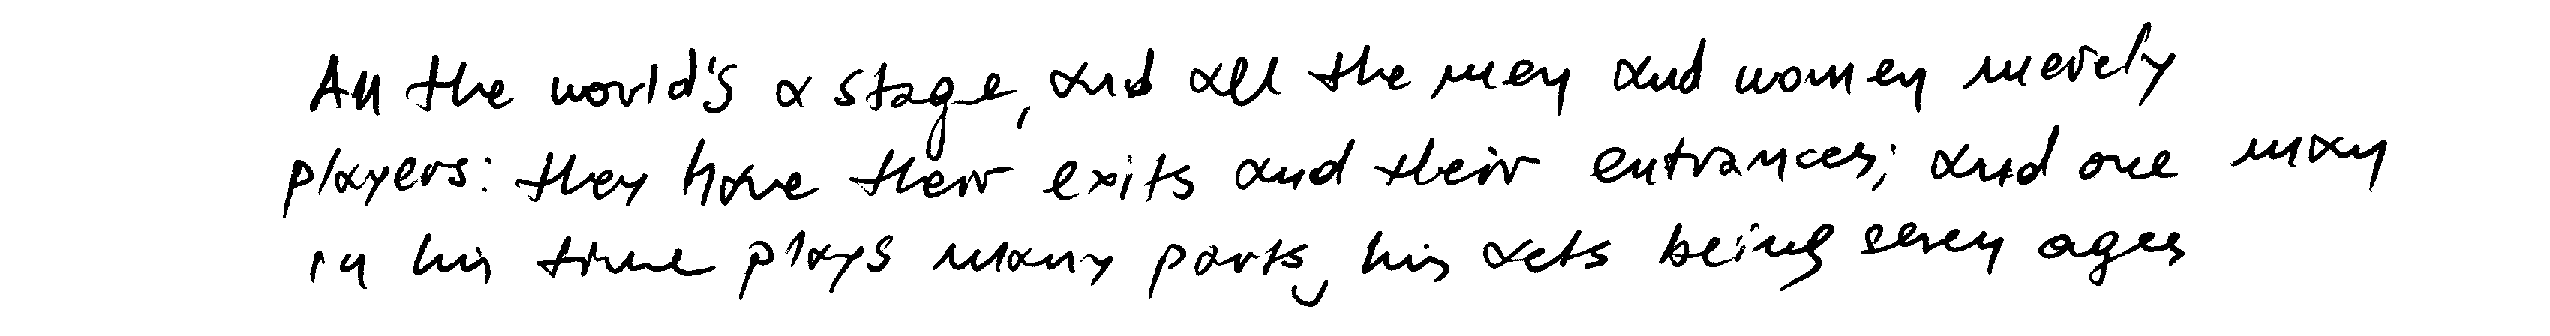 All the world's a stage, and all the men and women merely
players: they have their exits and their entrances; and one man
in his time plays many parts, his acts being seven ages